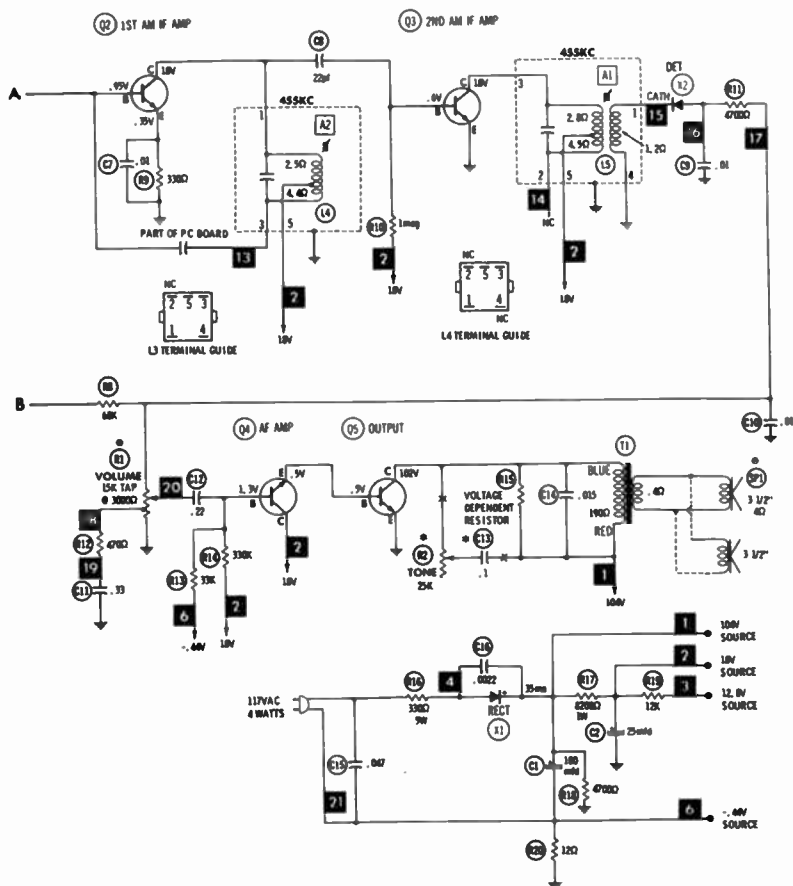 Q2 1ST AM IF AMP
Q3 2ND AM IF AMP
C8
22pf
455KC
A2
455KC
A1
A
.95V
B
C
18V
E
.35V
C7
.01
R9
330Ω
1
2.5Ω
4.4Ω
L4
3
5
PART OF PC BOARD
13
2
18V
R10
1meg
2
18V
.0V
B
C
18V
E
3
2.8Ω
4.5Ω
1
1.2Ω
L5
2
5
4
14
NC
2
18V
DET
X2
CATH
15
16
C9
.01
R11
4700Ω
17
NC
2 5 3
1 4
L3 TERMINAL GUIDE
NC
2 5 3
1 4
NC
L4 TERMINAL GUIDE
B
R8
68K
C10
R1
VOLUME
15K TAP
@ 3000Ω
20
C12
.22
Q4 AF AMP
Q5 OUTPUT
1.3V
B
E
.9V
C
2
18V
.9V
B
C
102V
E
8
R12
470Ω
19
C11
.33
R13
33K
R14
330K
6
-.44V
2
18V
R2
TONE
25K
C13
.1
VOLTAGE
DEPENDENT
RESISTOR
R15
C14
.015
T1
BLUE
190Ω
RED
.4Ω
1
104V
SP1
3 1/2"
4Ω
3 1/2"
117VAC
4 WATTS
C15
.047
21
R16
330Ω
5W
4
C16
.0022
RECT
X1
35ma
R17
8200Ω
1W
R19
12K
C2
25mfd
C1
100
mfd
R18
4700Ω
R20
12Ω
1
104V
SOURCE
2
18V
SOURCE
3
12.8V
SOURCE
6
-.44V
SOURCE